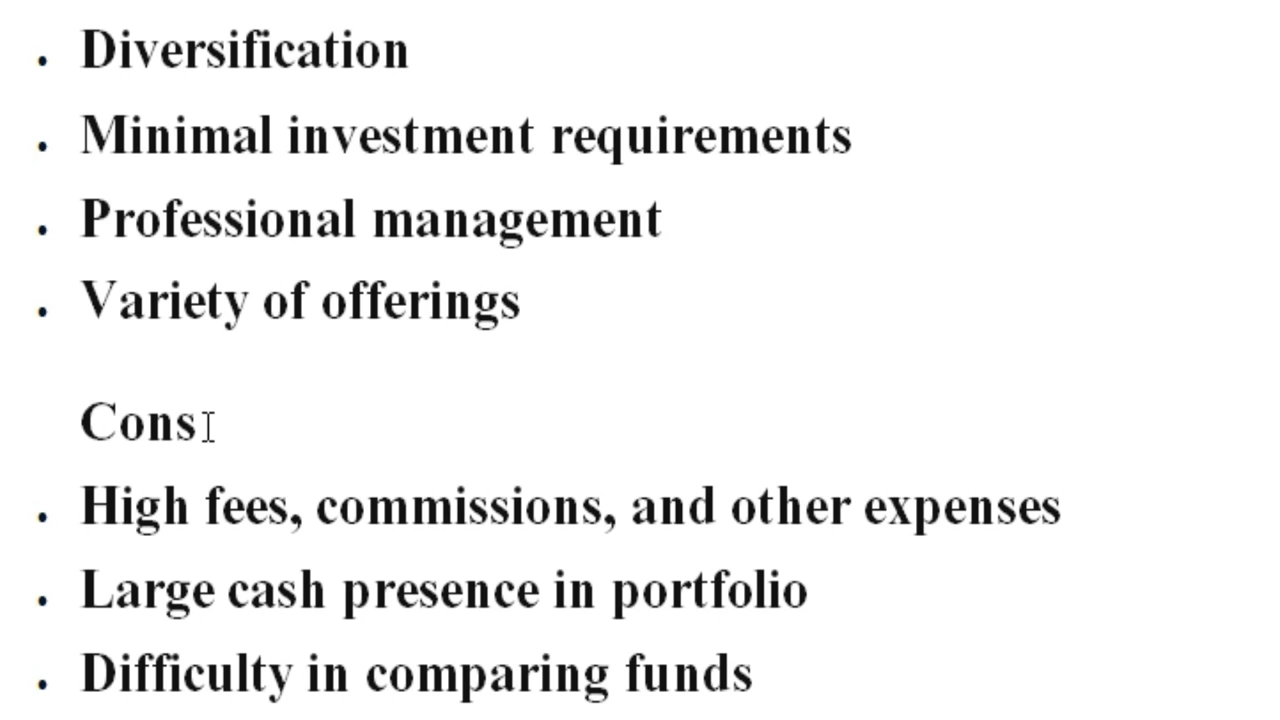 . Diversification
. Minimal investment requirements
. Professional management
. Variety of offerings
Cons
. High fees, commissions, and other expenses
. Large cash presence in portfolio
. Difficulty in comparing funds